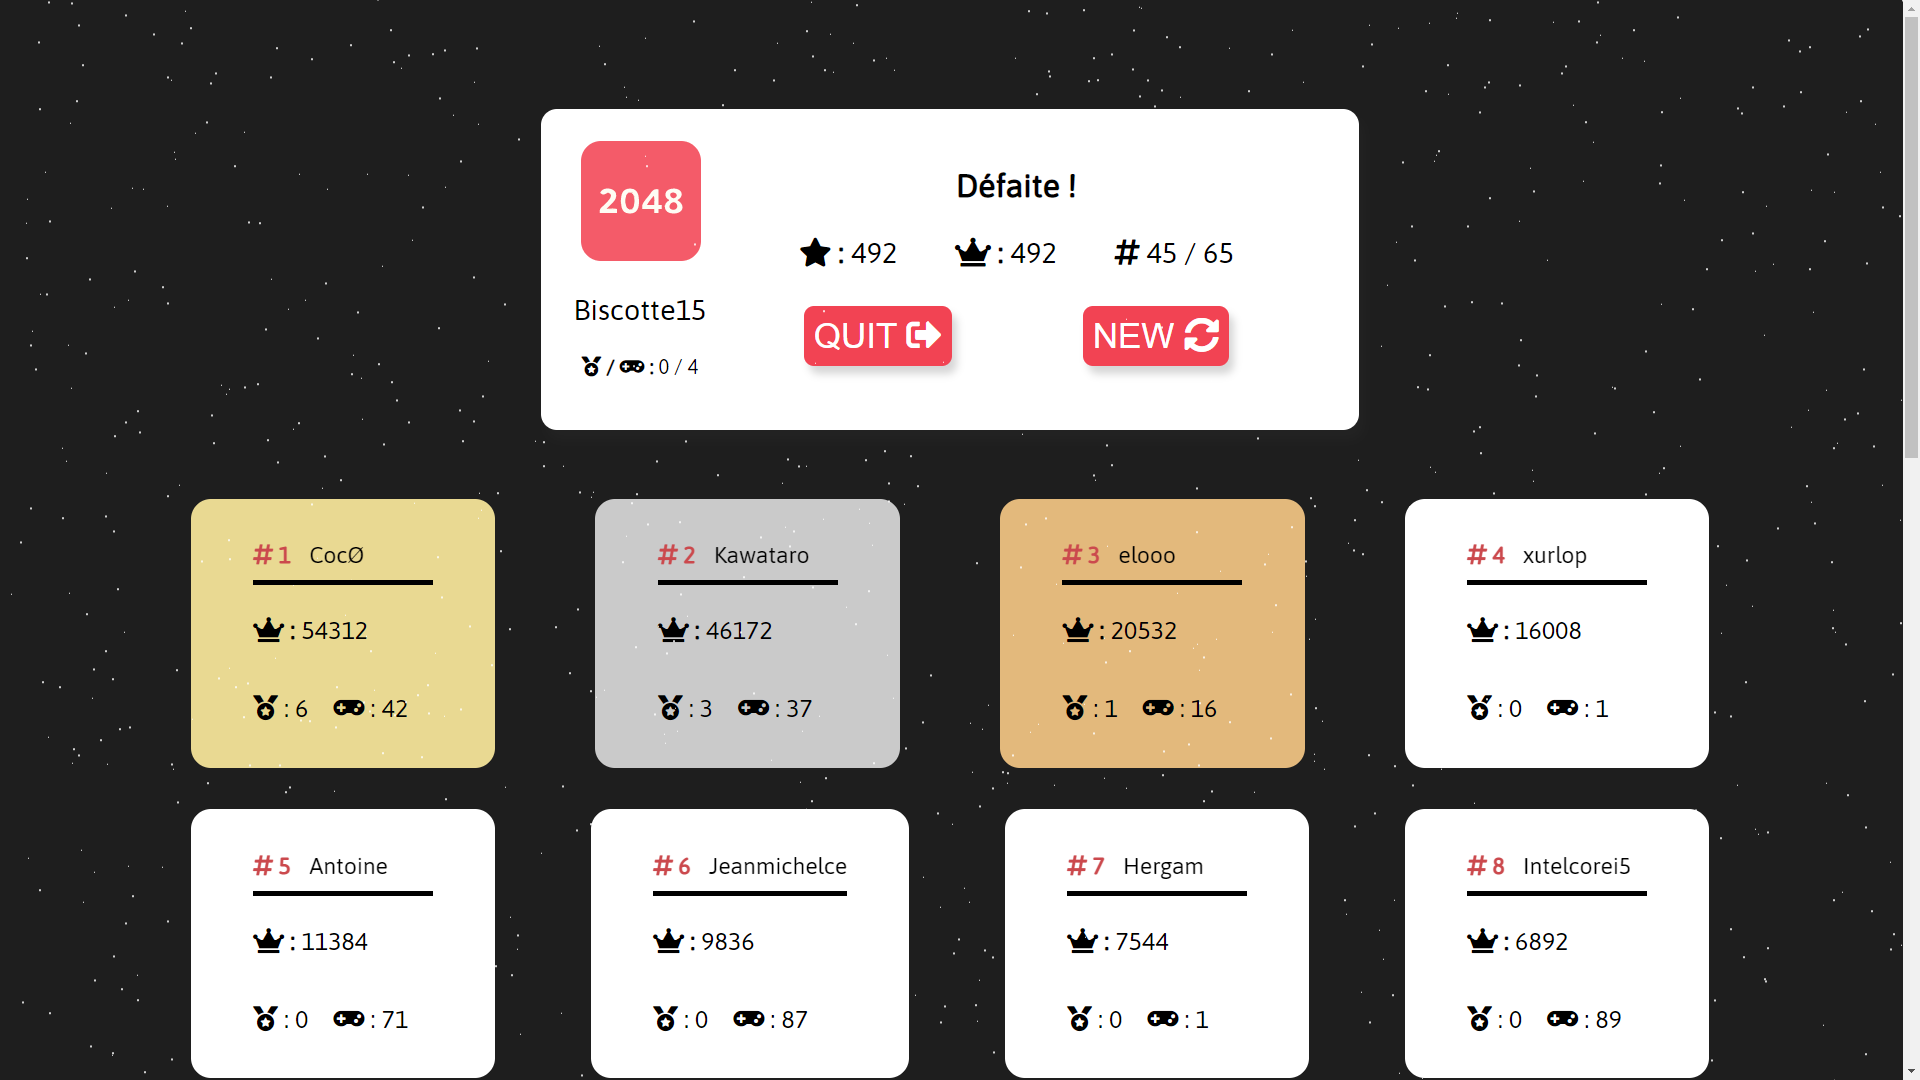 2048
Défaite !
: 492
: 492
# 45 / 65
Biscotte15
QUIT
NEW
/ : 0 / 4
# 1 CocØ
: 54312
: 6 : 42
# 2 Kawataro
: 46172
: 3 : 37
# 3 elooo
: 20532
: 1 : 16
# 4 xurlop
: 16008
: 0 : 1
# 5 Antoine
: 11384
: 0 : 71
# 6 Jeanmichelce
: 9836
: 0 : 87
# 7 Hergam
: 7544
: 0 : 1
# 8 Intelcorei5
: 6892
: 0 : 89